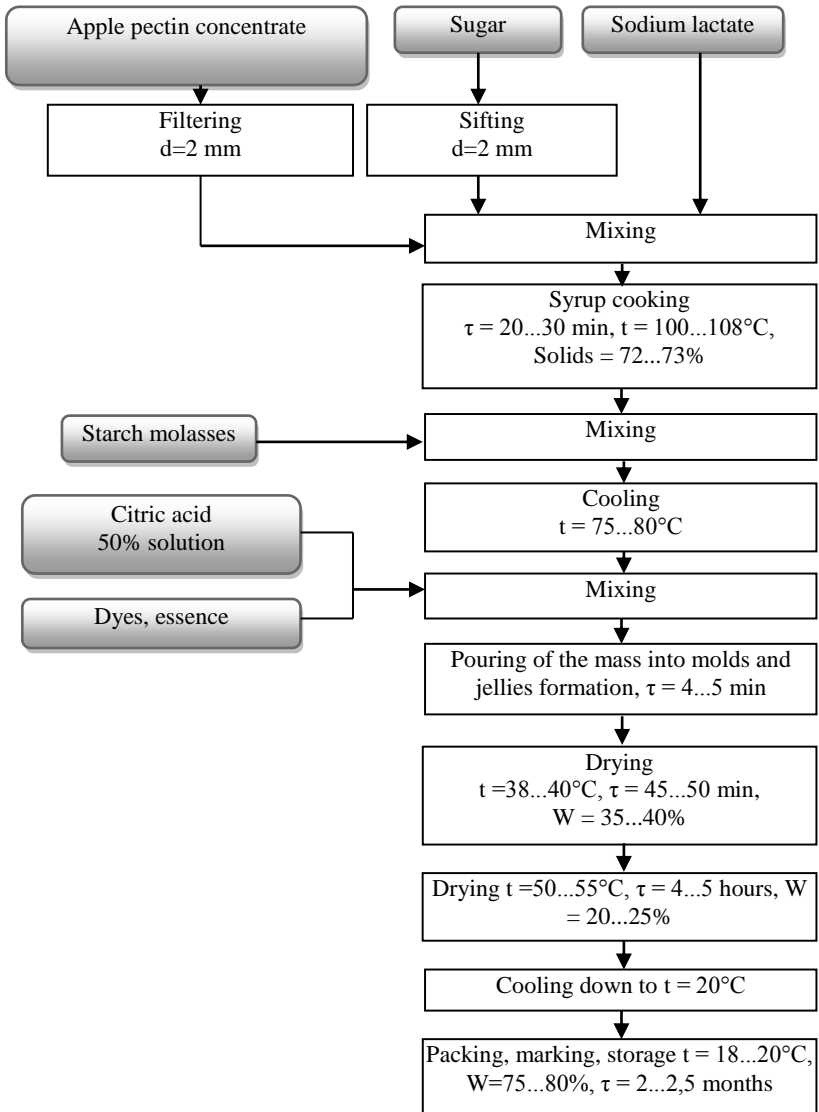 Apple pectin concentrate
Sugar
Sodium lactate
Filtering
d=2 mm
Sifting
d=2 mm
Mixing
Syrup cooking
τ = 20...30 min, t = 100...108°C,
Solids = 72...73%
Starch molasses
Mixing
Cooling
t = 75...80°C
Citric acid
50% solution
Mixing
Dyes, essence
Pouring of the mass into molds and
jellies formation, τ = 4...5 min
Drying
t =38...40°C, τ = 45...50 min,
W = 35...40%
Drying t =50...55°C, τ = 4...5 hours, W
= 20...25%
Cooling down to t = 20°C
Packing, marking, storage t = 18...20°C,
W=75...80%, τ = 2...2,5 months